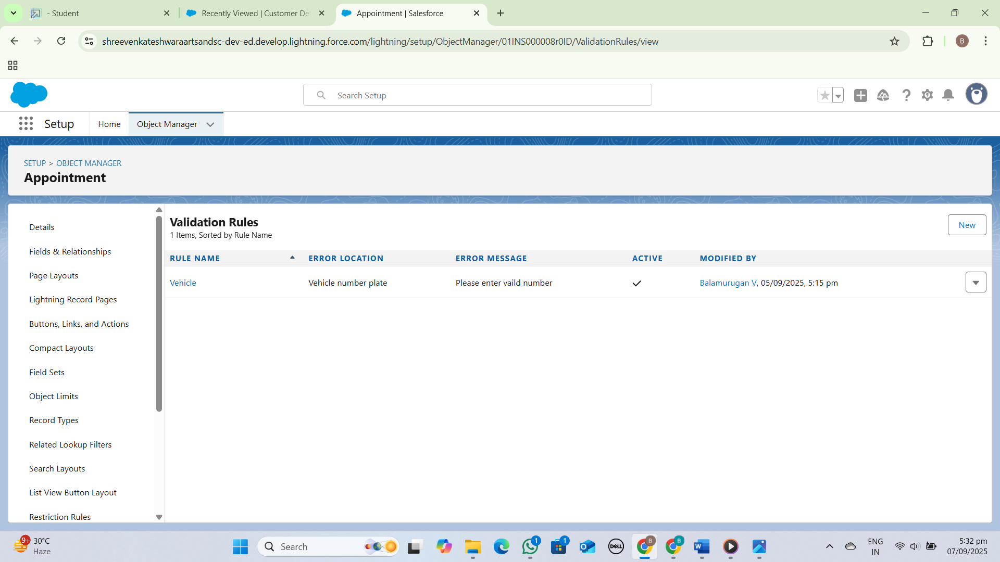 - Student
Recently Viewed | Customer De
Appointment | Salesforce
shreevenkateshwaraartsandsc-dev-ed.develop.lightning.force.com/lightning/setup/ObjectManager/01INS000008r0ID/ValidationRules/view
B
Search Setup
Setup
Home
Object Manager
SETUP > OBJECT MANAGER
Appointment
Details
Fields & Relationships
Page Layouts
Lightning Record Pages
Buttons, Links, and Actions
Compact Layouts
Field Sets
Object Limits
Record Types
Related Lookup Filters
Search Layouts
List View Button Layout
Restriction Rules
Validation Rules
1 Items, Sorted by Rule Name
New
RULE NAME ERROR LOCATION ERROR MESSAGE ACTIVE MODIFIED BY
Vehicle Vehicle number plate Please enter vaild number Balamurugan V, 05/09/2025, 5:15 pm
9+
30°C
Haze
Search
1
1
DELL
B
B
ENG
IN
5:32 pm
07/09/2025